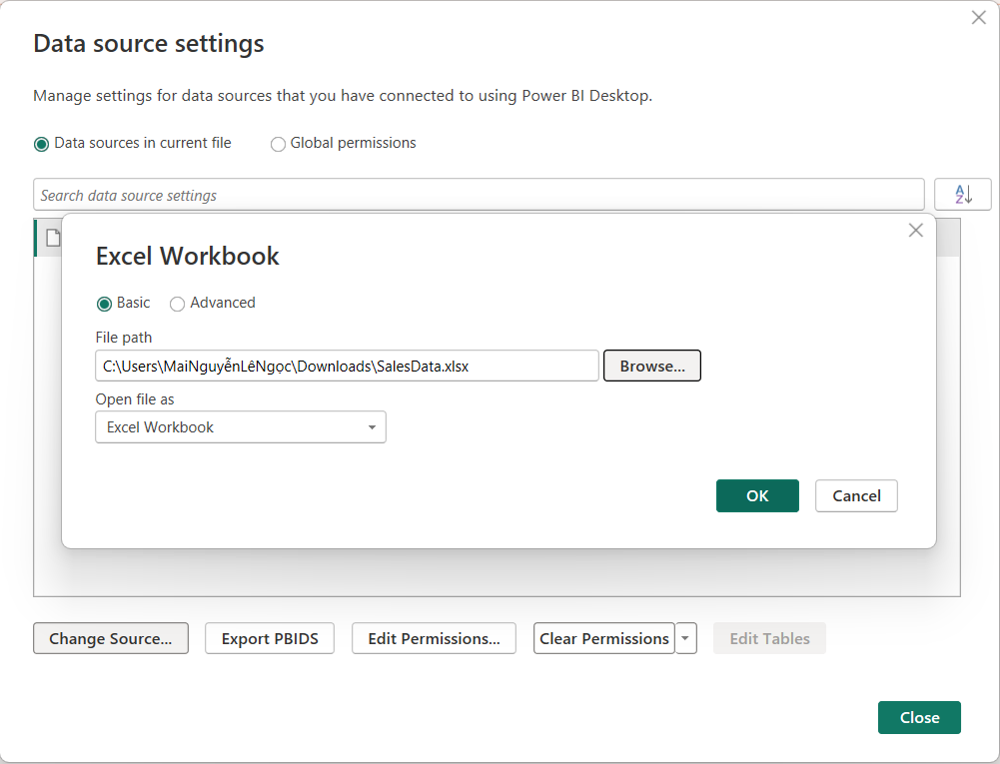 Data source settings
Manage settings for data sources that you have connected to using Power BI Desktop.
Data sources in current file Global permissions
Search data source settings
Excel Workbook
Basic Advanced
File path
C:\Users\MaiNguyễnLêNgọc\Downloads\SalesData.xlsx Browse...
Open file as
Excel Workbook
OK Cancel
Change Source... Export PBIDS Edit Permissions... Clear Permissions Edit Tables
Close